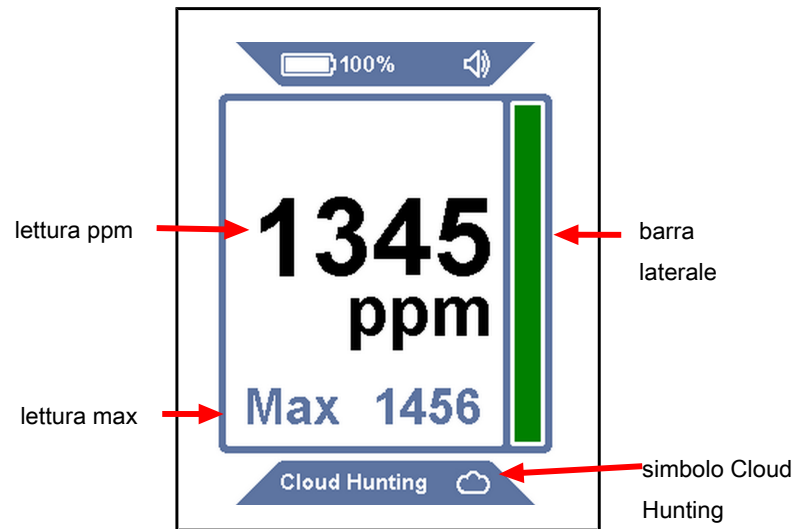 100%
lettura ppm
1345
ppm
barra
laterale
lettura max
Max 1456
Cloud Hunting
simbolo Cloud
Hunting